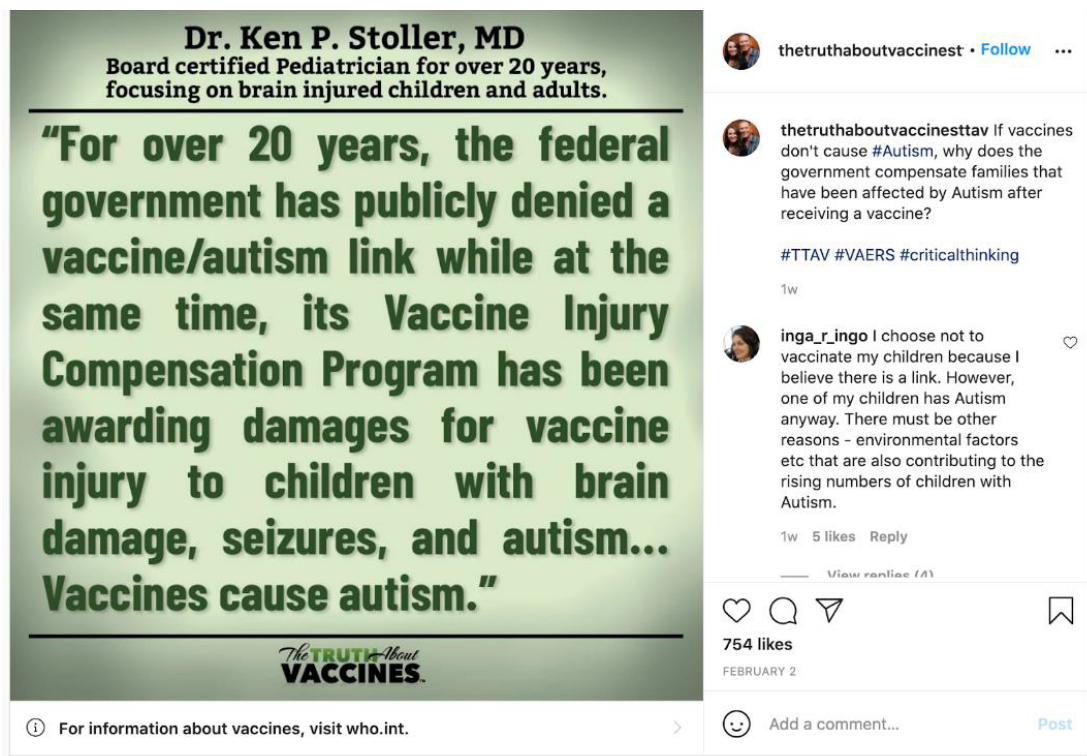 Dr. Ken P. Stoller, MD
Board certified Pediatrician for over 20 years,
focusing on brain injured children and adults.
“For over 20 years, the federal
government has publicly denied a
vaccine/autism link while at the
same time, its Vaccine Injury
Compensation Program has been
awarding damages for vaccine
injury to children with brain
damage, seizures, and autism...
Vaccines cause autism.”
The TRUTH About
VACCINES™
For information about vaccines, visit who.int.
thetruthaboutvaccinest • Follow
thetruthaboutvaccinesttav If vaccines
don't cause #Autism, why does the
government compensate families that
have been affected by Autism after
receiving a vaccine?
#TTAV #VAERS #criticalthinking
1w
inga_r_ingo I choose not to
vaccinate my children because I
believe there is a link. However,
one of my children has Autism
anyway. There must be other
reasons - environmental factors
etc that are also contributing to the
rising numbers of children with
Autism.
1w 5 likes Reply
View replies (4)
754 likes
FEBRUARY 2
Add a comment... Post